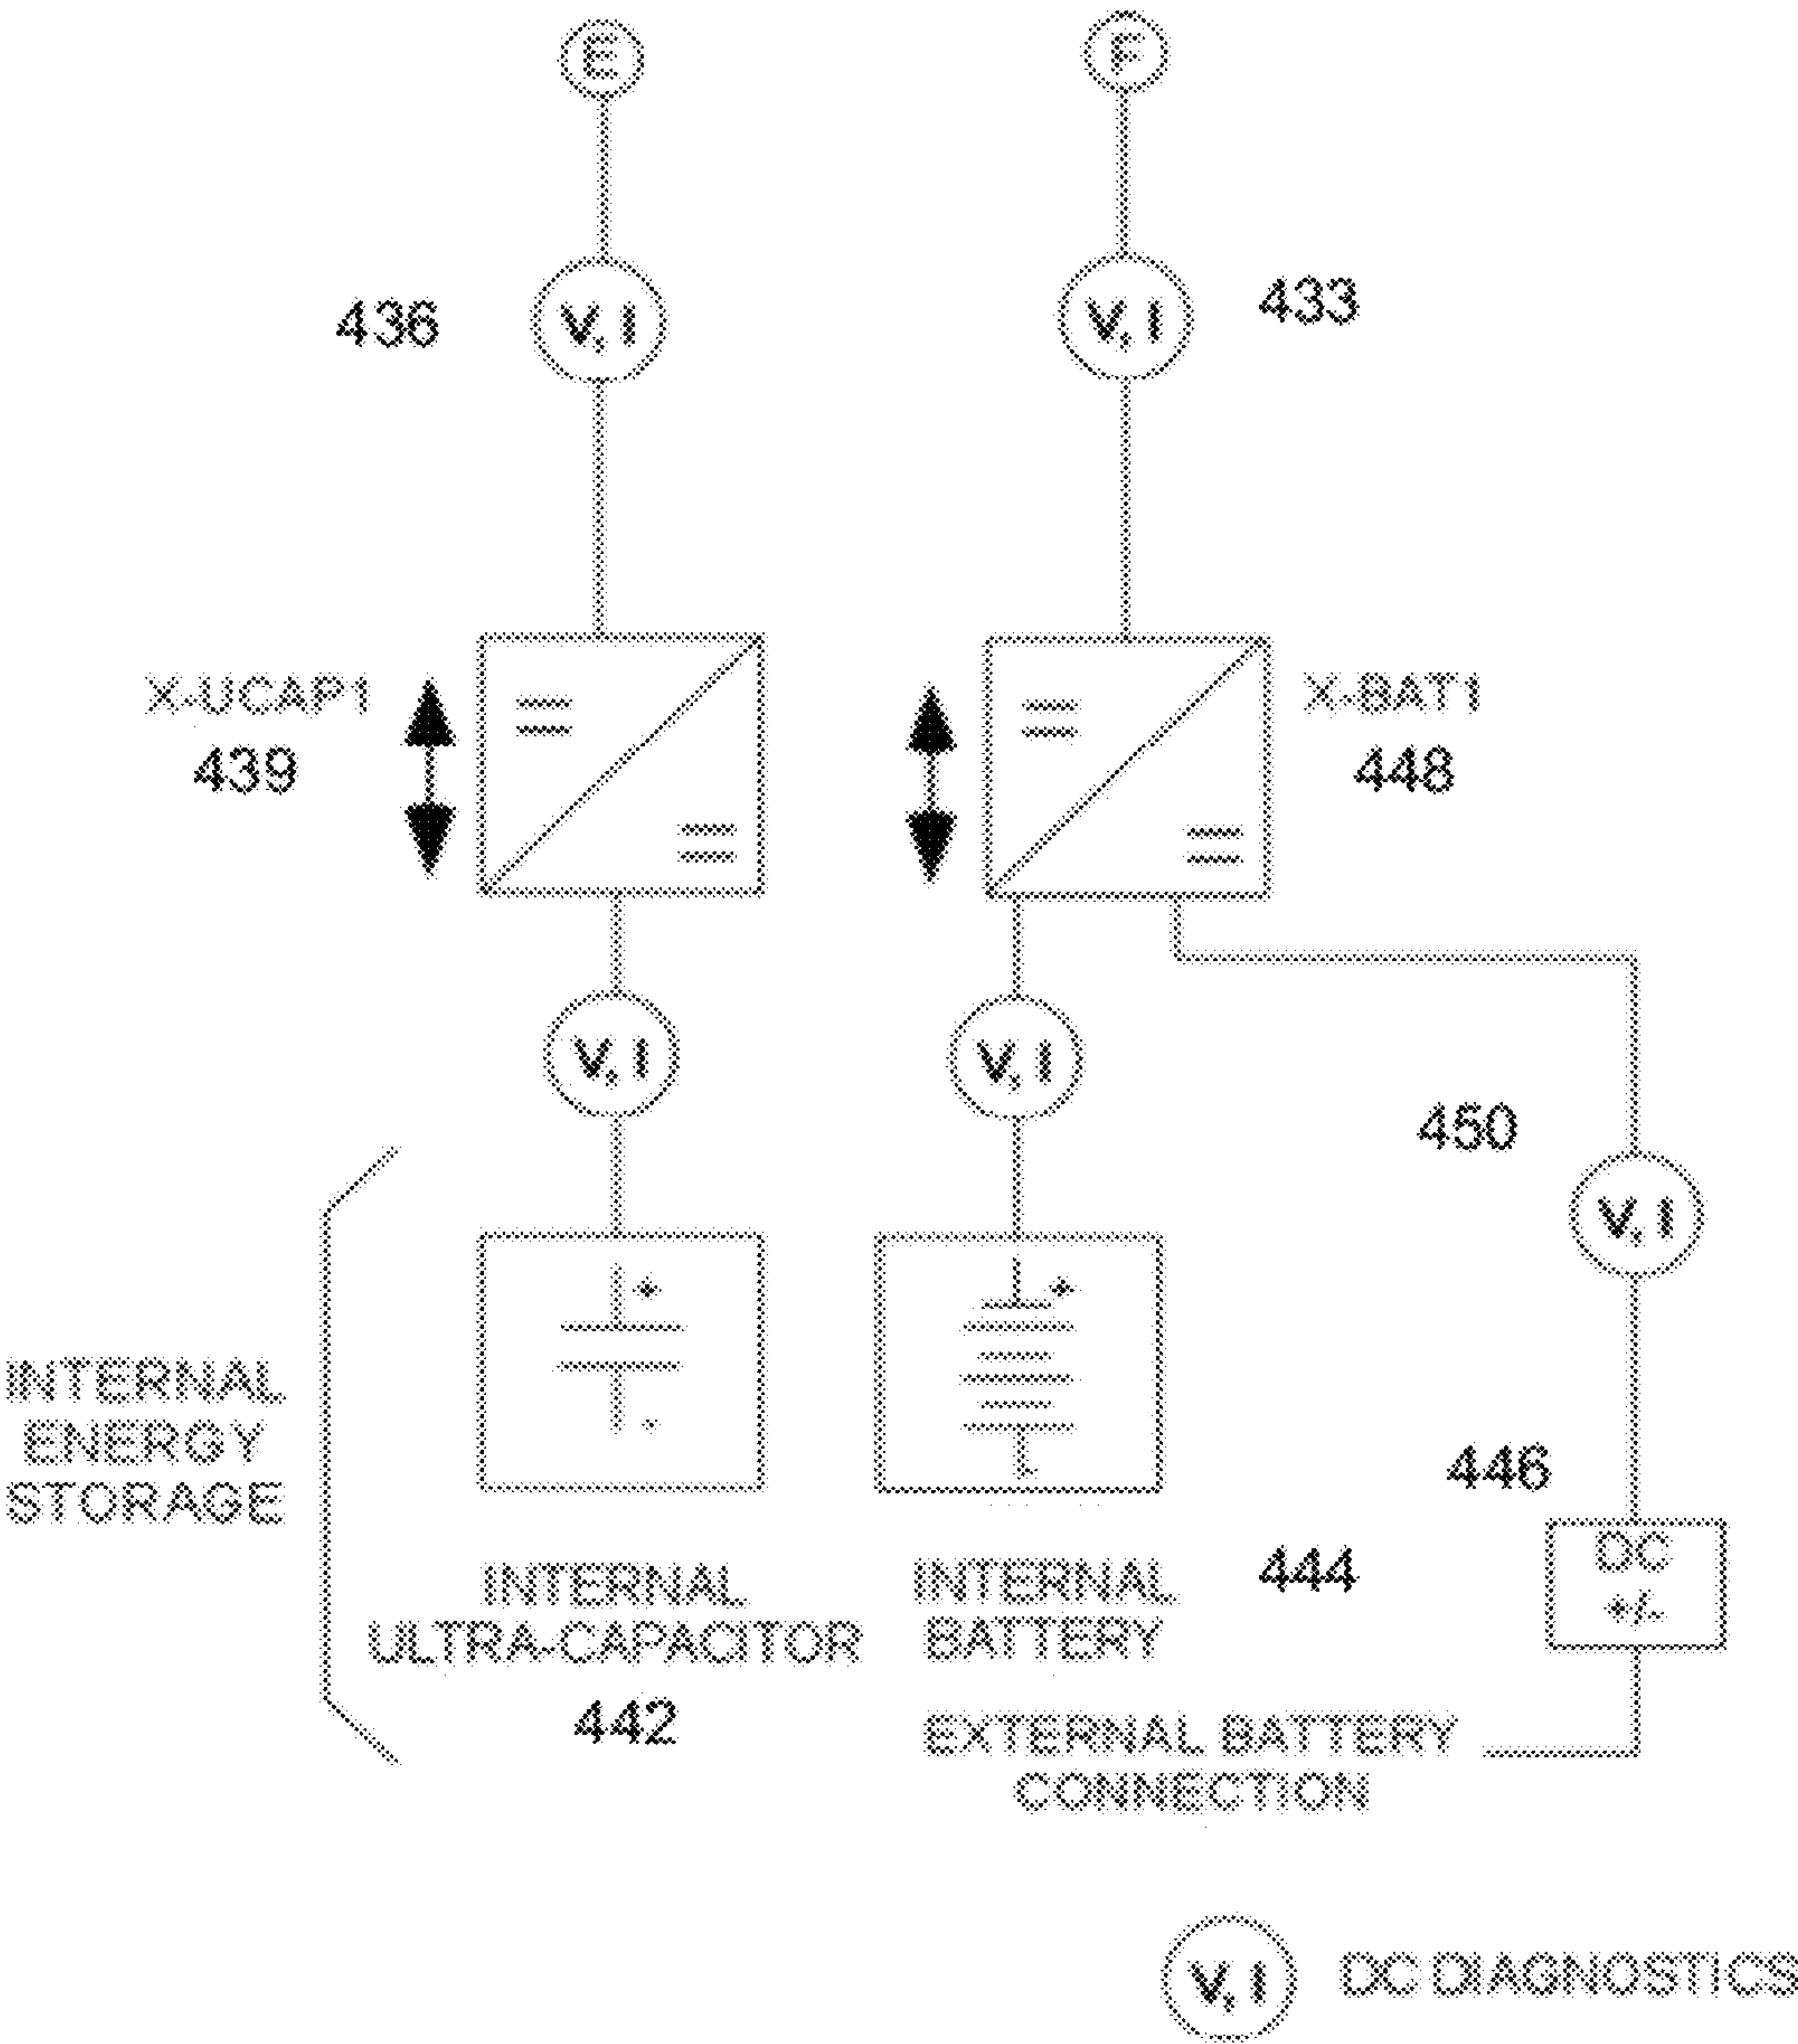 E
F
436
V, I
V, I
433
X-UCAP1
439
X-BAT1
448
V, I
V, I
450
V, I
+
-
+
-
INTERNAL
ENERGY
STORAGE
446
DC
+/-
INTERNAL
ULTRA-CAPACITOR
442
INTERNAL
BATTERY
444
EXTERNAL BATTERY
CONNECTION
V, I
DC DIAGNOSTICS